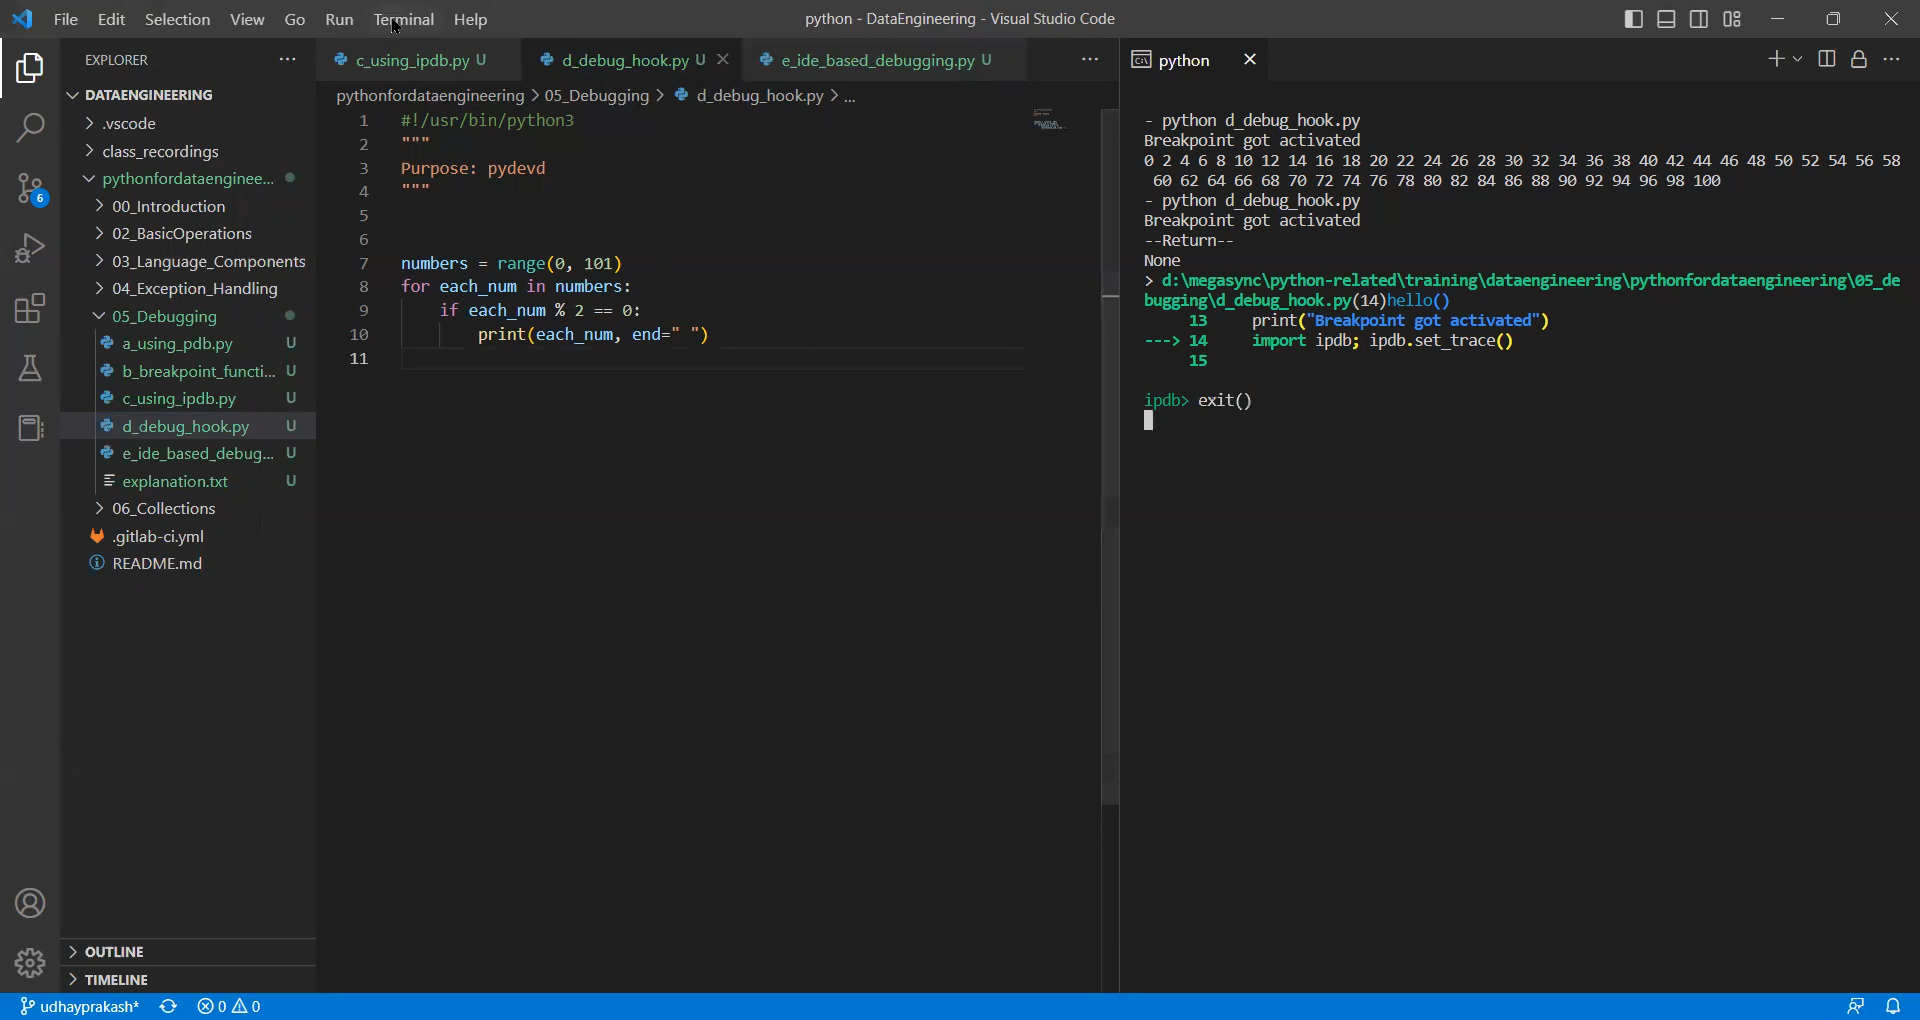 File Edit Selection View Go Run Terminal Help
python - DataEngineering - Visual Studio Code
EXPLORER
DATAENGINEERING
.vscode
class_recordings
pythonfordataenginee...
00_Introduction
02_BasicOperations
03_Language_Components
04_Exception_Handling
05_Debugging
a_using_pdb.py U
b_breakpoint_functi... U
c_using_ipdb.py U
d_debug_hook.py U
e_ide_based_debug... U
explanation.txt U
06_Collections
.gitlab-ci.yml
README.md
OUTLINE
TIMELINE
6
c_using_ipdb.py U d_debug_hook.py U e_ide_based_debugging.py U
pythonfordataengineering > 05_Debugging > d_debug_hook.py > ...
1 #!/usr/bin/python3
2 """
3 Purpose: pydevd
4 """
5
6
7 numbers = range(0, 101)
8 for each_num in numbers:
9 if each_num % 2 == 0:
10 print(each_num, end=" ")
11
python
- python d_debug_hook.py
Breakpoint got activated
0 2 4 6 8 10 12 14 16 18 20 22 24 26 28 30 32 34 36 38 40 42 44 46 48 50 52 54 56 58
60 62 64 66 68 70 72 74 76 78 80 82 84 86 88 90 92 94 96 98 100
- python d_debug_hook.py
Breakpoint got activated
--Return--
None
> d:\megasync\python-related\training\dataengineering\pythonfordataengineering\05_de
bugging\d_debug_hook.py(14)hello()
13 print("Breakpoint got activated")
---> 14 import ipdb; ipdb.set_trace()
15
ipdb> exit()
udhayprakash* 0 0